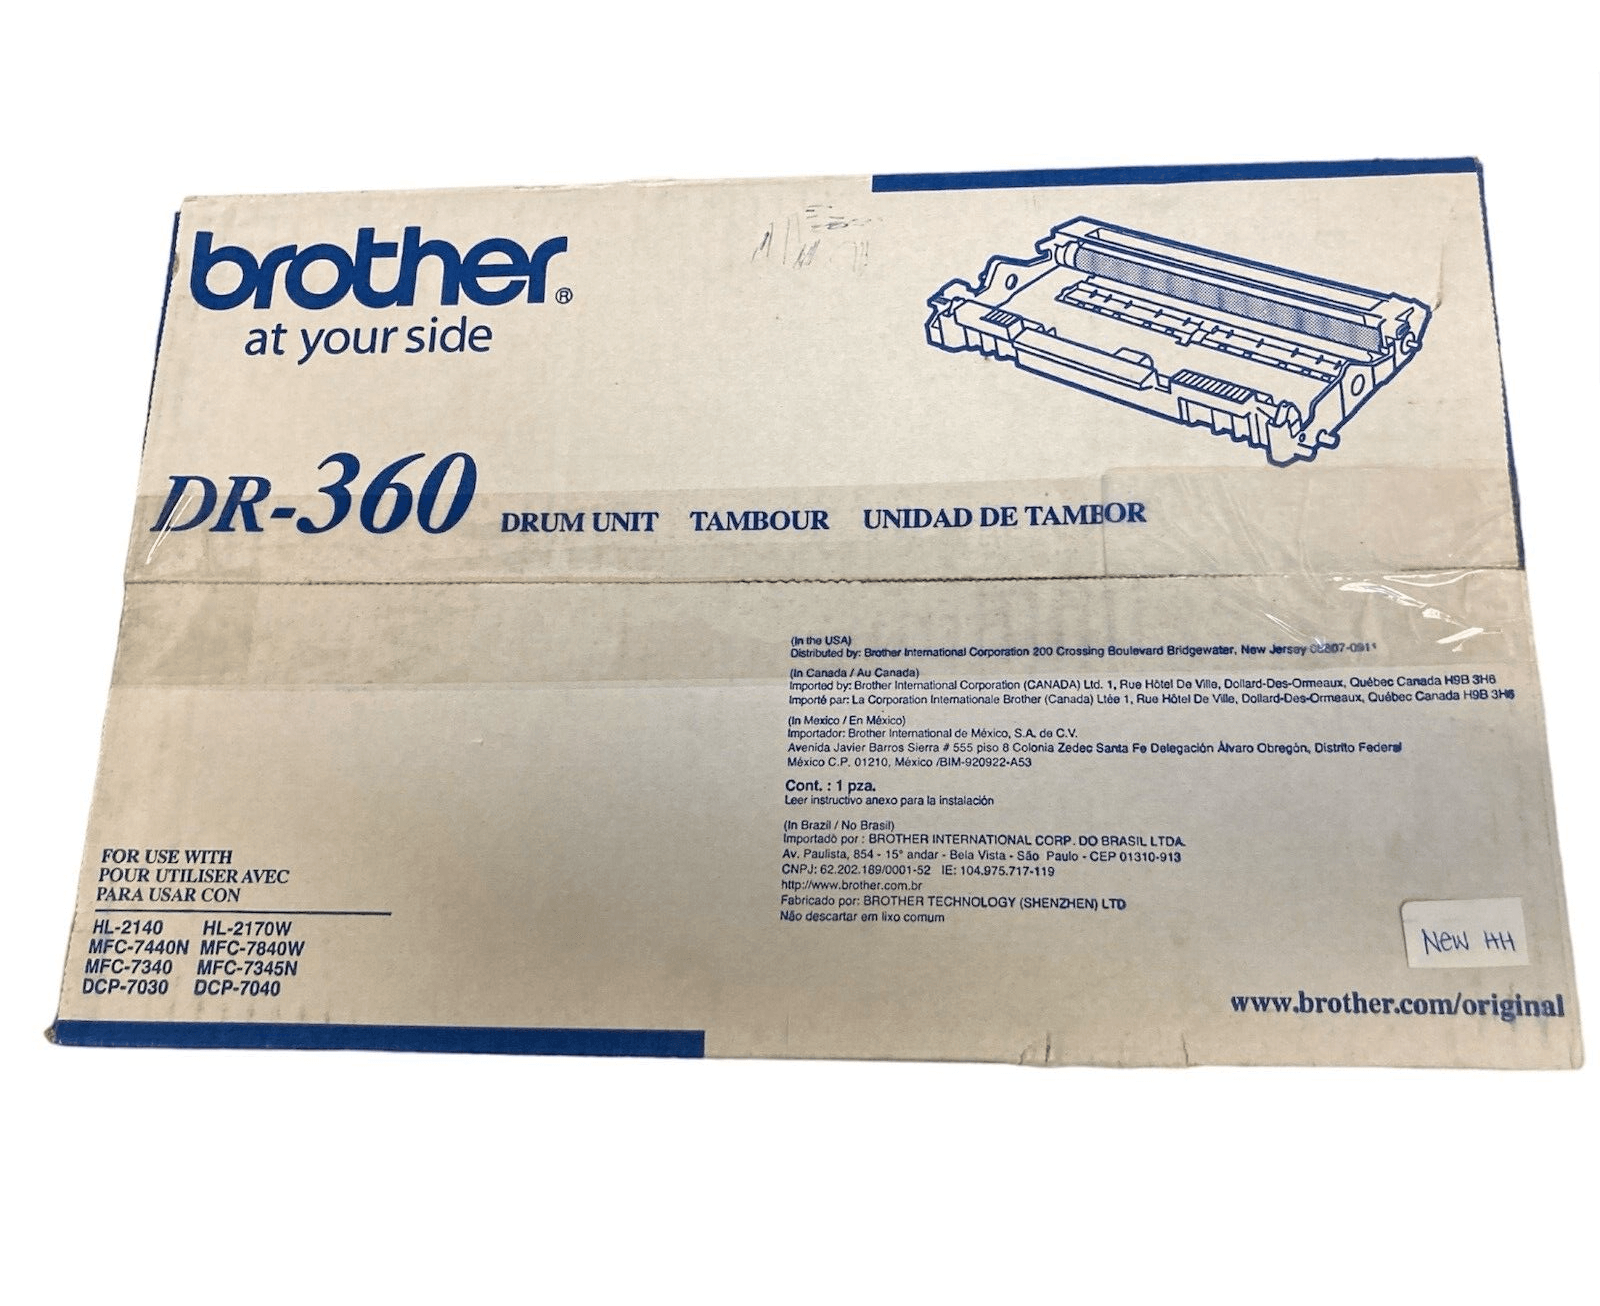 brother®
at your side
DR-360 DRUM UNIT TAMBOUR UNIDAD DE TAMBOR
(In the USA)
Distributed by: Brother International Corporation 200 Crossing Boulevard Bridgewater, New Jersey
(In Canada / Au Canada)
Imported by: Brother International Corporation (CANADA) Ltd. 1, Rue Hôtel De Ville, Dollard-Des-Ormeaux, Québec Canada H9B 3H6
Importé par: La Corporation Internationale Brother (Canada) Ltée 1, Rue Hôtel De Ville, Dollard-Des-Ormeaux, Québec Canada H9B 3H6
(In Mexico / En México)
Importador: Brother International de México, S.A. de C.V.
Avenida Javier Barros Sierra # 555 piso 8 Colonia Zedec Santa Fe Delegación Álvaro Obregón, Distrito Federal
México C.P. 01210, México /BIM-920922-A53
Cont. : 1 pza.
Leer instructivo anexo para la instalación
(In Brazil / No Brasil)
Importadò por : BROTHER INTERNATIONAL CORP. DO BRASIL LTDA.
Av. Paulista, 854 - 15° andar - Bela Vista - São Paulo - CEP 01310-913
CNPJ: 62.202.189/0001-52 IE: 104.975.717-119
http://www.brother.com.br
Fabricado por: BROTHER TECHNOLOGY (SHENZHEN) LTD
Não descartar em lixo comum
FOR USE WITH
POUR UTILISER AVEC
PARA USAR CON
HL-2140 HL-2170W
MFC-7440N MFC-7840W
MFC-7340 MFC-7345N
DCP-7030 DCP-7040
New HH
www.brother.com/original